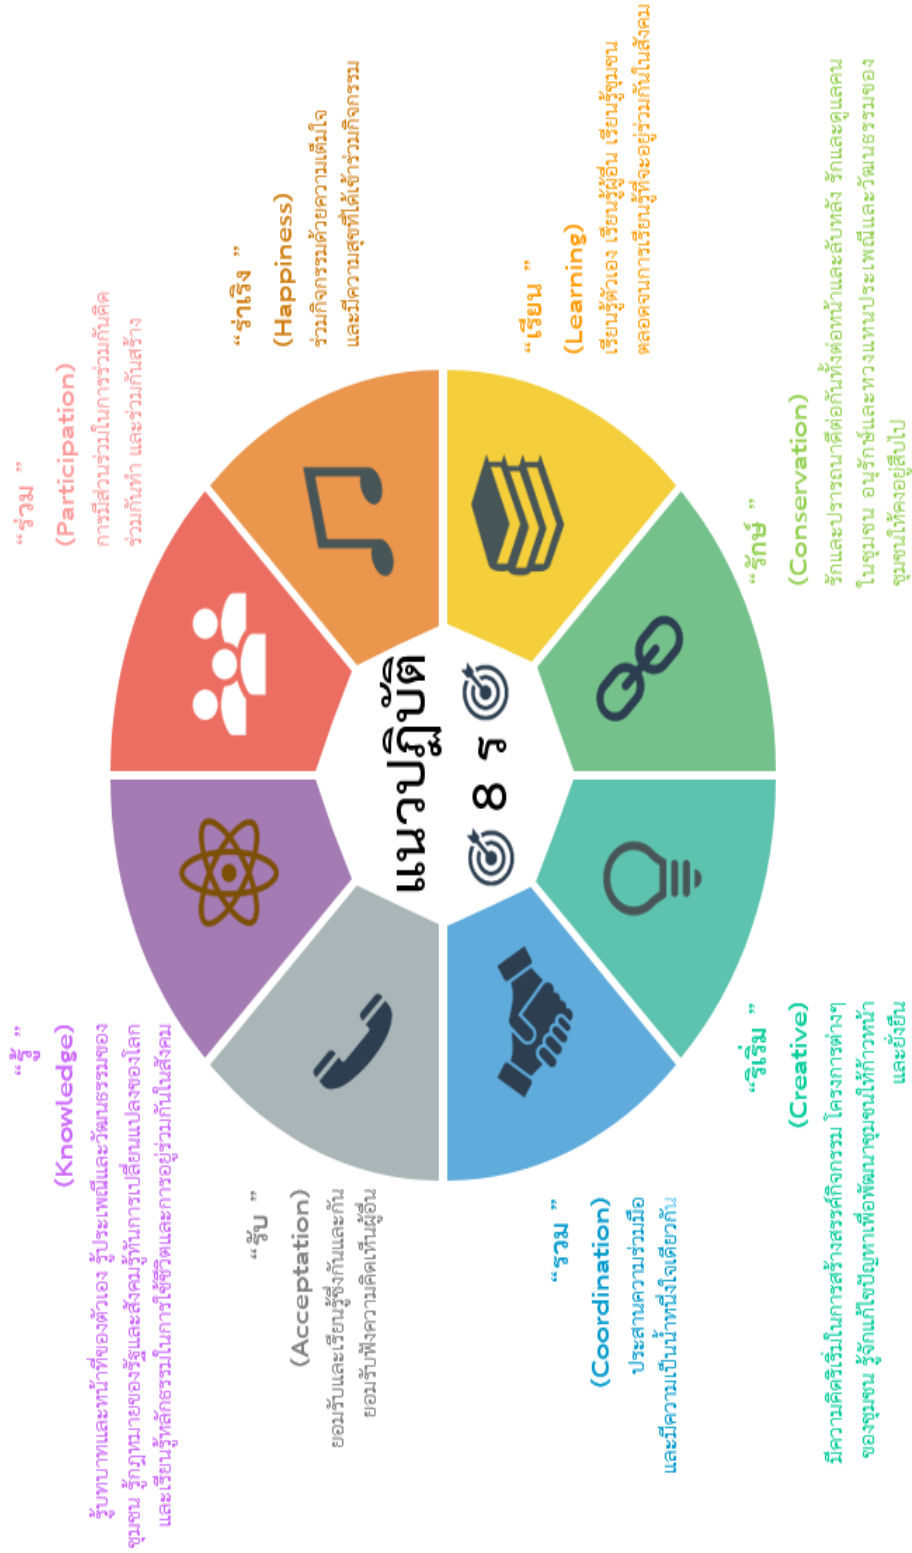 แนวปฏิบัติ
8 ร
“ร่วม ”
(Participation)
การมีส่วนร่วมในการร่วมกันคิด
ร่วมกันทำ และร่วมกันสร้าง
“ร่าเริง ”
(Happiness)
ร่วมกิจกรรมด้วยความเต็มใจ
และมีความสุขที่ได้เข้าร่วมกิจกรรม
“เรียน ”
(Learning)
เรียนรู้ตัวเอง เรียนรู้ผู้อื่น เรียนรู้ชุมชน
ตลอดจนการเรียนรู้ที่จะอยู่ร่วมกันในสังคม
“รักษ์ ”
(Conservation)
รักและปรารถนาดีต่อกันทั้งต่อหน้าและลับหลัง รักและดูแลคน
ในชุมชน อนุรักษ์และหวงแหนประเพณีและวัฒนธรรมของ
ชุมชนให้คงอยู่สืบไป
“ริเริ่ม ”
(Creative)
มีความคิดริเริ่มในการสร้างสรรค์กิจกรรม โครงการต่างๆ
ของชุมชน รู้จักแก้ไขปัญหาเพื่อพัฒนาชุมชนให้ก้าวหน้า
และยั่งยืน
“รวม ”
(Coordination)
ประสานความร่วมมือ
และมีความเป็นน้ำหนึ่งใจเดียวกัน
“รับ ”
(Acceptation)
ยอมรับและเรียนรู้ซึ่งกันและกัน
ยอมรับฟังความคิดเห็นผู้อื่น
“รู้ ”
(Knowledge)
รู้บทบาทและหน้าที่ของตัวเอง รู้ประเพณีและวัฒนธรรมของ
ชุมชน รู้กฎหมายของรัฐและสังคมรู้ทันการเปลี่ยนแปลงของโลก
และเรียนรู้หลักธรรมในการใช้ชีวิตและการอยู่ร่วมกันในสังคม